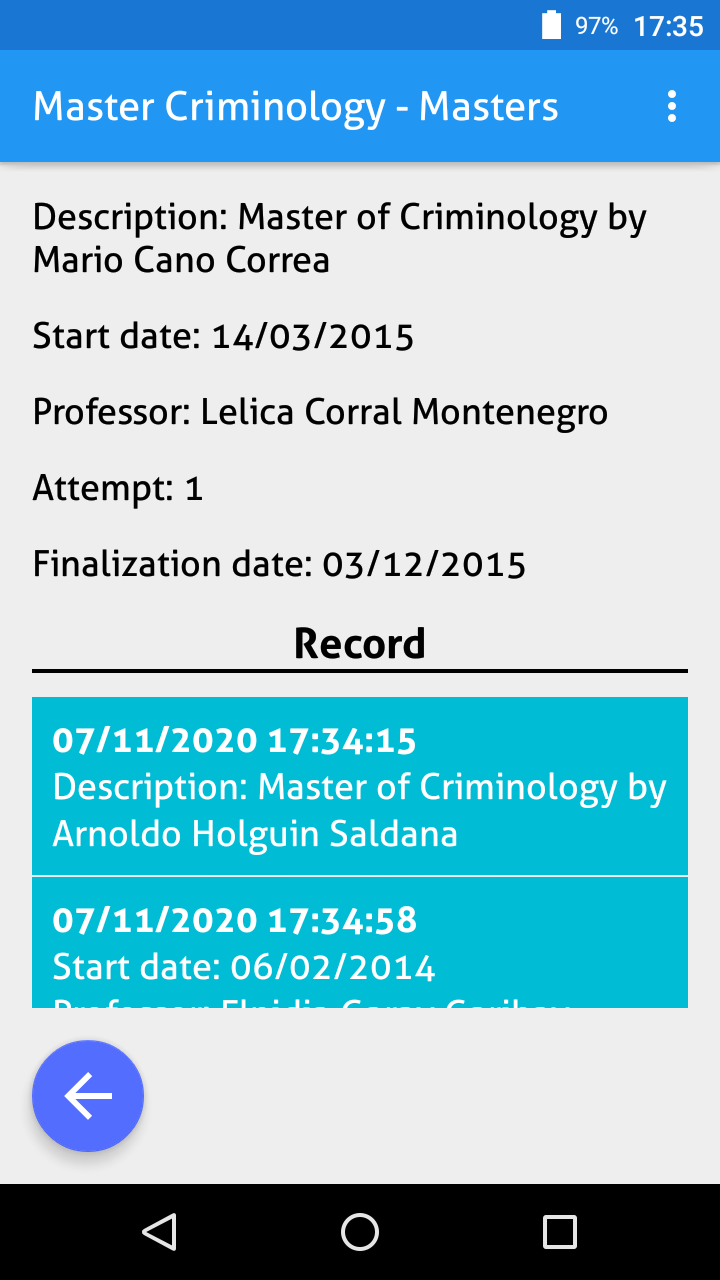 97% 17:35
Master Criminology - Masters
Description: Master of Criminology by
Mario Cano Correa
Start date: 14/03/2015
Professor: Lelica Corral Montenegro
Attempt: 1
Finalization date: 03/12/2015
Record
07/11/2020 17:34:15
Description: Master of Criminology by
Arnoldo Holguin Saldana
07/11/2020 17:34:58
Start date: 06/02/2014